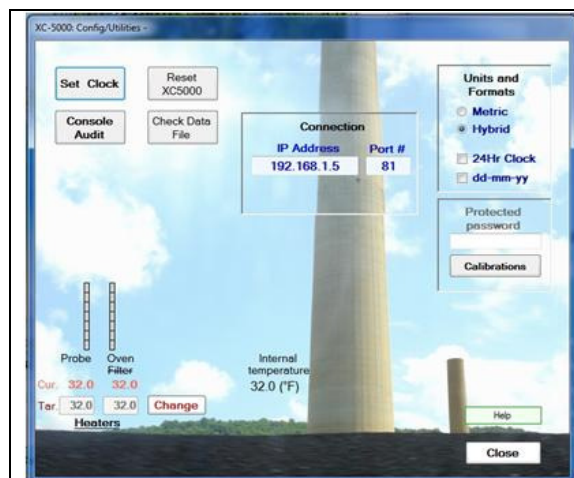 XC-5000: Config/Utilities -
Set Clock
Reset
XC5000
Console
Audit
Check Data
File
Connection
IP Address Port #
192.168.1.5 81
Units and
Formats
Metric
Hybrid
24Hr Clock
dd-mm-yy
Protected
password
Calibrations
Probe Oven
Filter
Cur. 32.0 32.0
Tar. 32.0 32.0 Change
Heaters
Internal
temperature
32.0 (°F)
Help
Close